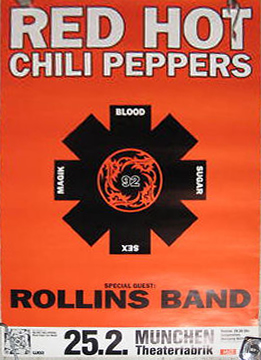 RED HOT
CHILI PEPPERS
BLOOD
MAGIK
92
SUGAR
SEX
SPECIAL GUEST:
ROLLINS BAND
25.2. MÜNCHEN
Theaterfabrik